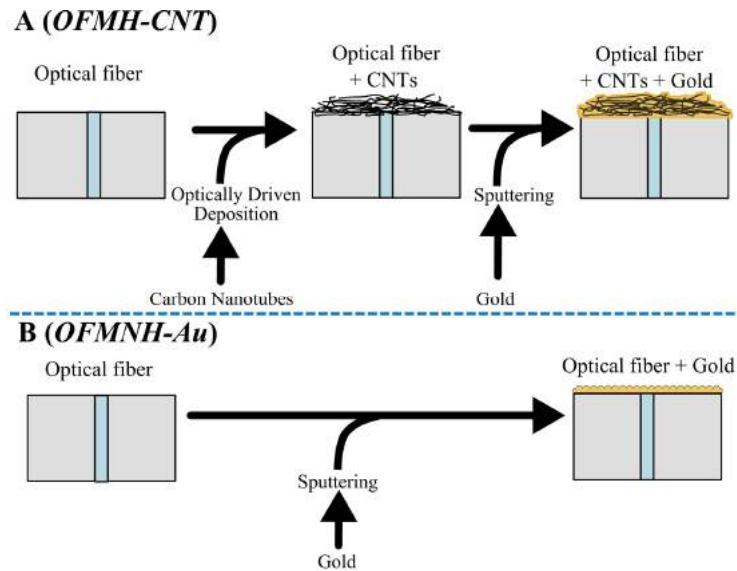 A (OFMH-CNT)
Optical fiber
Optical fiber
+ CNTs
Optical fiber
+ CNTs + Gold
Optically Driven
Deposition
Sputtering
Carbon Nanotubes
Gold
B (OFMNH-Au)
Optical fiber
Optical fiber + Gold
Sputtering
Gold